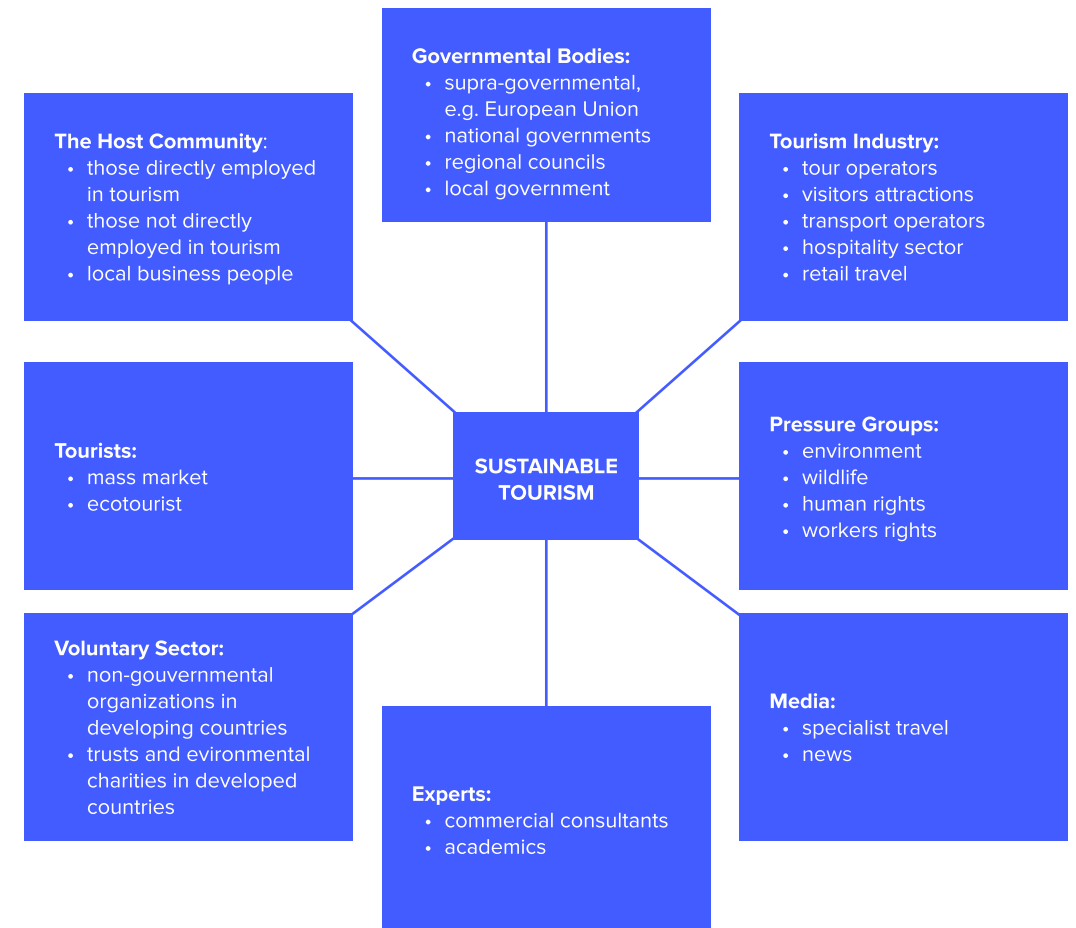 Governmental Bodies:
• supra-governmental,
e.g. European Union
• national governments
• regional councils
• local government
The Host Community:
• those directly employed
in tourism
• those not directly
employed in tourism
• local business people
Tourism Industry:
• tour operators
• visitors attractions
• transport operators
• hospitality sector
• retail travel
Tourists:
• mass market
• ecotourist
SUSTAINABLE
TOURISM
Pressure Groups:
• environment
• wildlife
• human rights
• workers rights
Voluntary Sector:
• non-gouvernmental
organizations in
developing countries
• trusts and evironmental
charities in developed
countries
Experts:
• commercial consultants
• academics
Media:
• specialist travel
• news